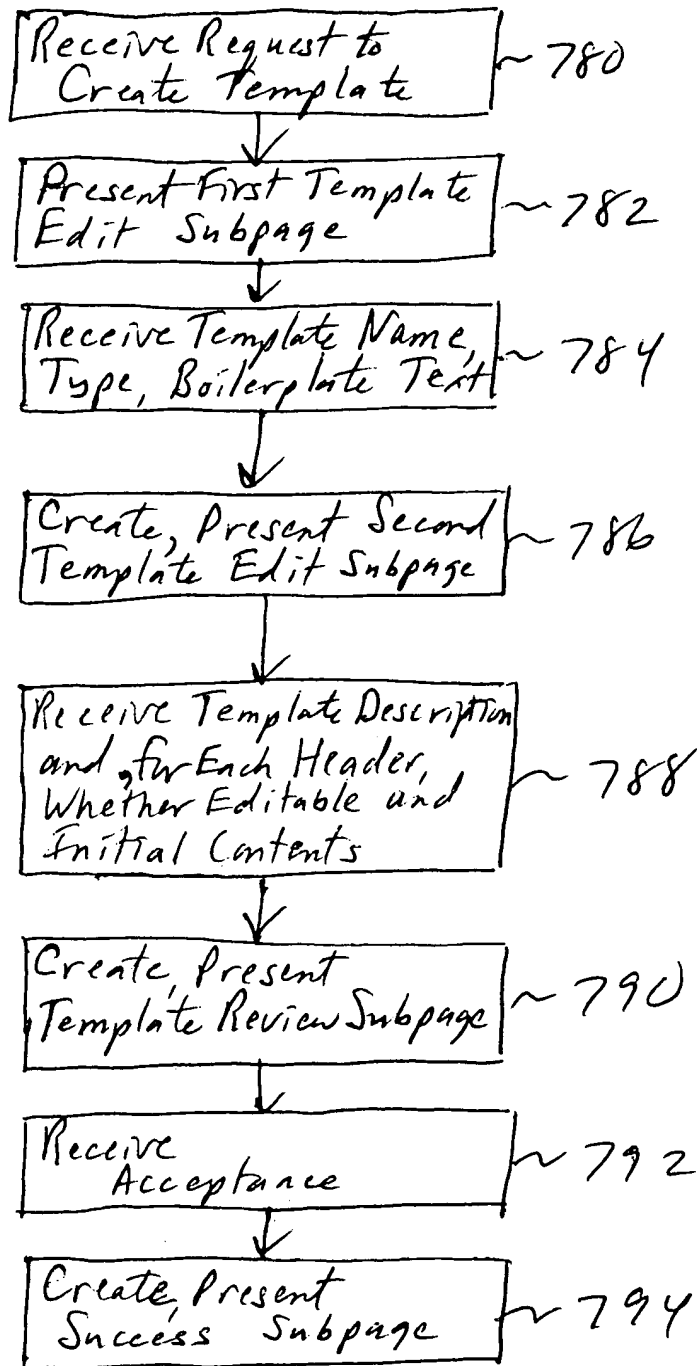 Receive Request to
Create Template
~ 780
Present First Template
Edit Subpage
~ 782
Receive Template Name,
Type, Boilerplate Text
~ 784
Create, Present Second
Template Edit Subpage
~ 786
Receive Template Description
and, for Each Header,
Whether Editable and
Initial Contents
~ 788
Create, Present
Template Review Subpage
~ 790
Receive
Acceptance
~ 792
Create, Present
Success Subpage
~ 794